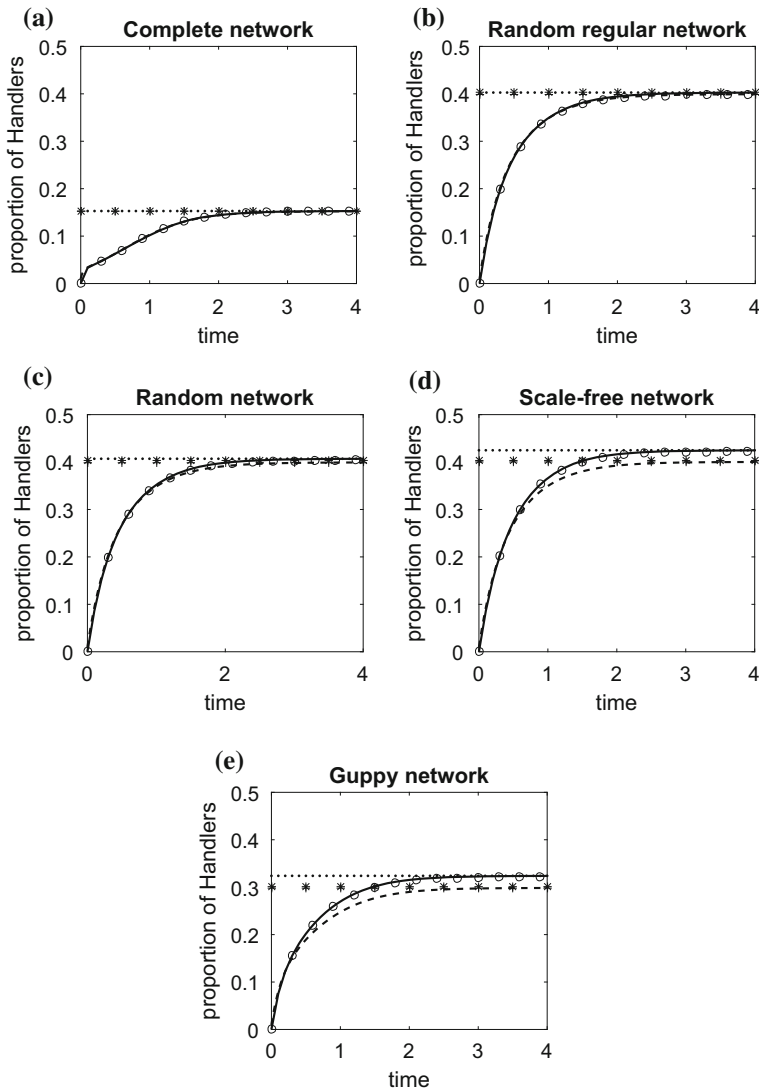 (a)
Complete network
0.5
0.4
0.3
0.2
0.1
0
proportion of Handlers
0 1 2 3 4
time
(b)
Random regular network
0.5
0.4
0.3
0.2
0.1
0
proportion of Handlers
0 1 2 3 4
time
(c)
Random network
0.5
0.4
0.3
0.2
0.1
0
proportion of Handlers
0 2 4
time
(d)
Scale-free network
0.5
0.4
0.3
0.2
0.1
0
proportion of Handlers
0 1 2 3 4
time
(e)
Guppy network
0.5
0.4
0.3
0.2
0.1
0
proportion of Handlers
0 1 2 3 4
time